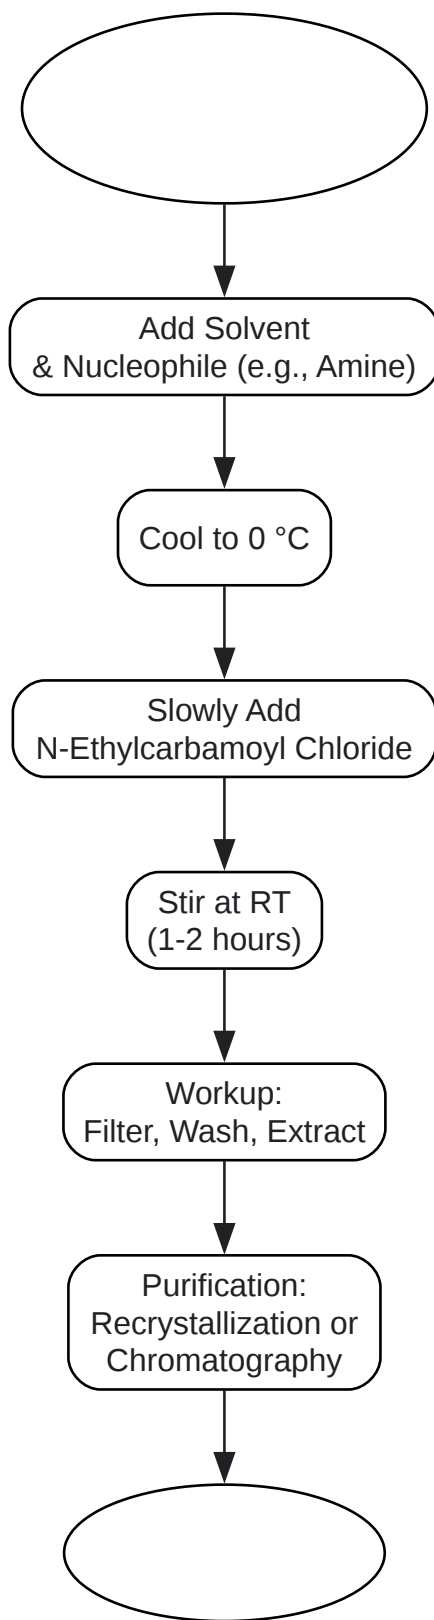 Add Solvent
& Nucleophile (e.g., Amine)
Cool to 0 °C
Slowly Add
N-Ethylcarbamoyl Chloride
Stir at RT
(1-2 hours)
Workup:
Filter, Wash, Extract
Purification:
Recrystallization or
Chromatography